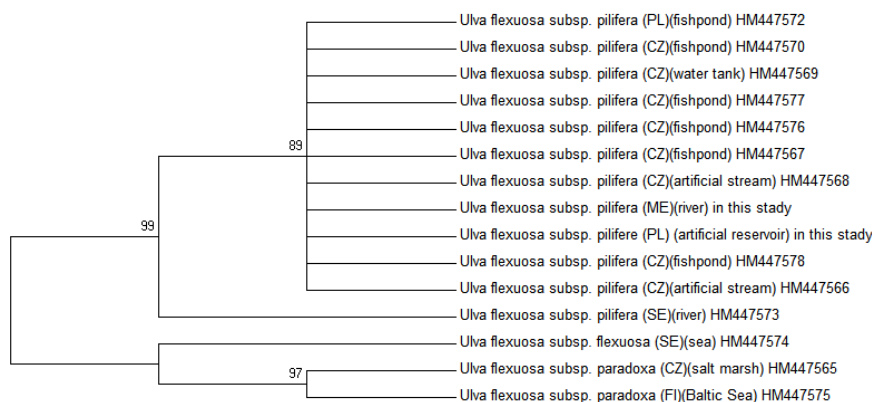 Ulva flexuosa subsp. pilifera (PL)(fishpond) HM447572
Ulva flexuosa subsp. pilifera (CZ)(fishpond) HM447570
Ulva flexuosa subsp. pilifera (CZ)(water tank) HM447569
Ulva flexuosa subsp. pilifera (CZ)(fishpond) HM447577
Ulva flexuosa subsp. pilifera (CZ)(fishpond) HM447576
89
Ulva flexuosa subsp. pilifera (CZ)(fishpond) HM447567
Ulva flexuosa subsp. pilifera (CZ)(artificial stream) HM447568
Ulva flexuosa subsp. pilifera (ME)(river) in this stady
99
Ulva flexuosa subsp. pilifere (PL) (artificial reservoir) in this stady
Ulva flexuosa subsp. pilifera (CZ)(fishpond) HM447578
Ulva flexuosa subsp. pilifera (CZ)(artificial stream) HM447566
Ulva flexuosa subsp. pilifera (SE)(river) HM447573
Ulva flexuosa subsp. flexuosa (SE)(sea) HM447574
97
Ulva flexuosa subsp. paradoxa (CZ)(salt marsh) HM447565
Ulva flexuosa subsp. paradoxa (FI)(Baltic Sea) HM447575